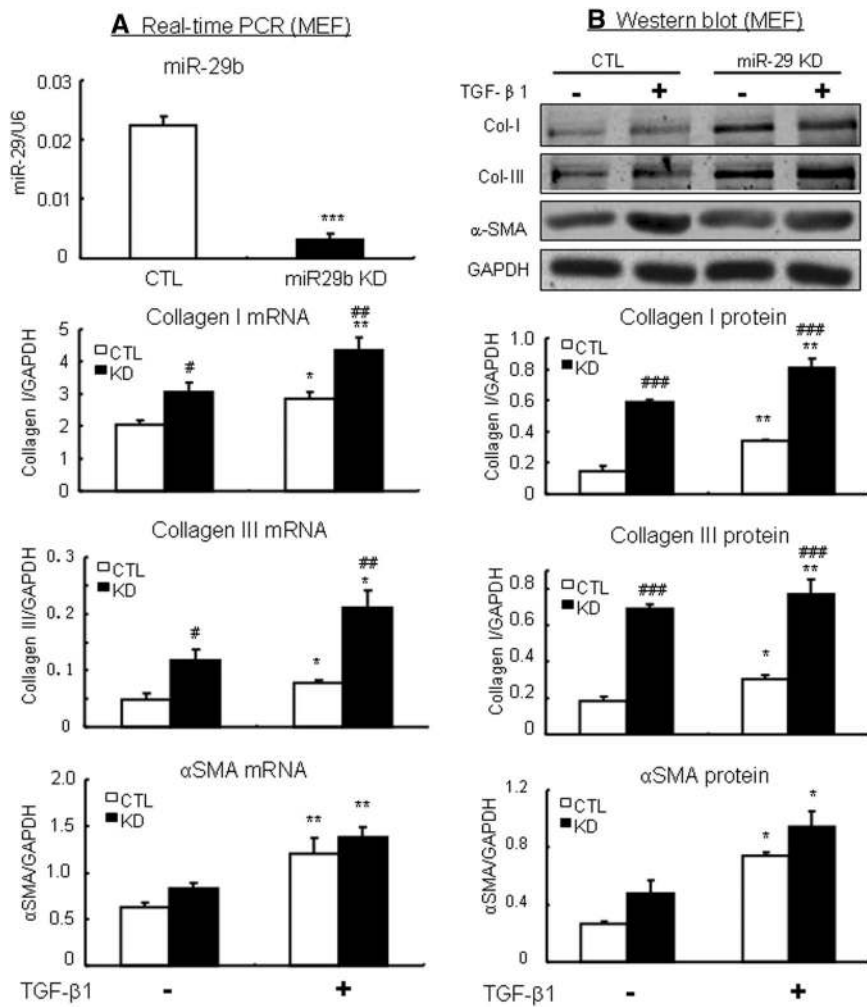 A Real-time PCR (MEF)
miR-29b
miR-29/U6
0.03
0.02
0.01
0
***
CTL
miR29b KD
Collagen I mRNA
Collagen I/GAPDH
5
4
3
2
1
0
CTL
KD
#
*
##
**
Collagen III mRNA
Collagen III/GAPDH
0.3
0.2
0.1
0
CTL
KD
#
*
##
*
αSMA mRNA
αSMA/GAPDH
2.0
1.5
1.0
0.5
0
CTL
KD
**
**
TGF-β1 - +
B Western blot (MEF)
CTL miR-29 KD
TGF-β1 - + - +
Col-I
Col-III
α-SMA
GAPDH
Collagen I protein
Collagen I/GAPDH
1.0
0.8
0.6
0.4
0.2
0
CTL
KD
###
**
###
**
Collagen III protein
Collagen I/GAPDH
0.8
0.6
0.4
0.2
0
CTL
KD
###
*
###
**
αSMA protein
αSMA/GAPDH
1.2
0.8
0.4
0
CTL
KD
*
*
TGF-β1 - +